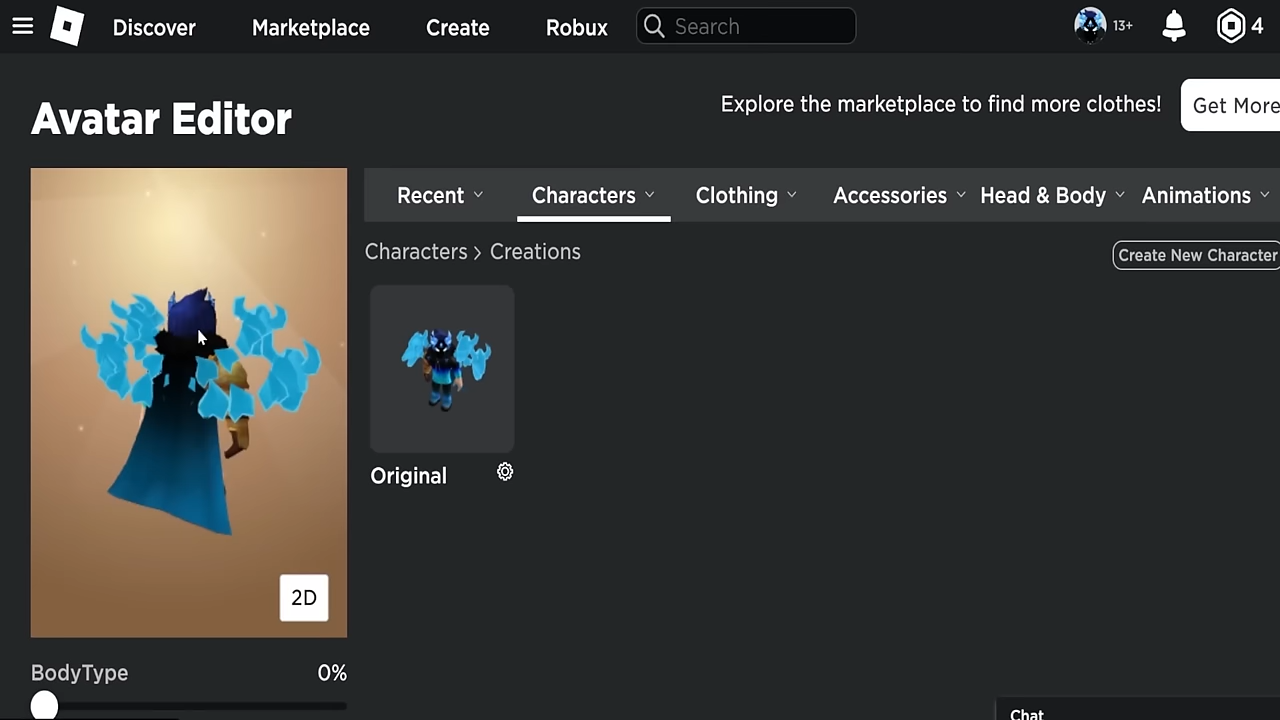 Discover Marketplace Create Robux Search 13+ 4
Avatar Editor
Explore the marketplace to find more clothes! Get More
Recent Characters Clothing Accessories Head & Body Animations
Characters > Creations Create New Character
Original
2D
BodyType 0%
Chat